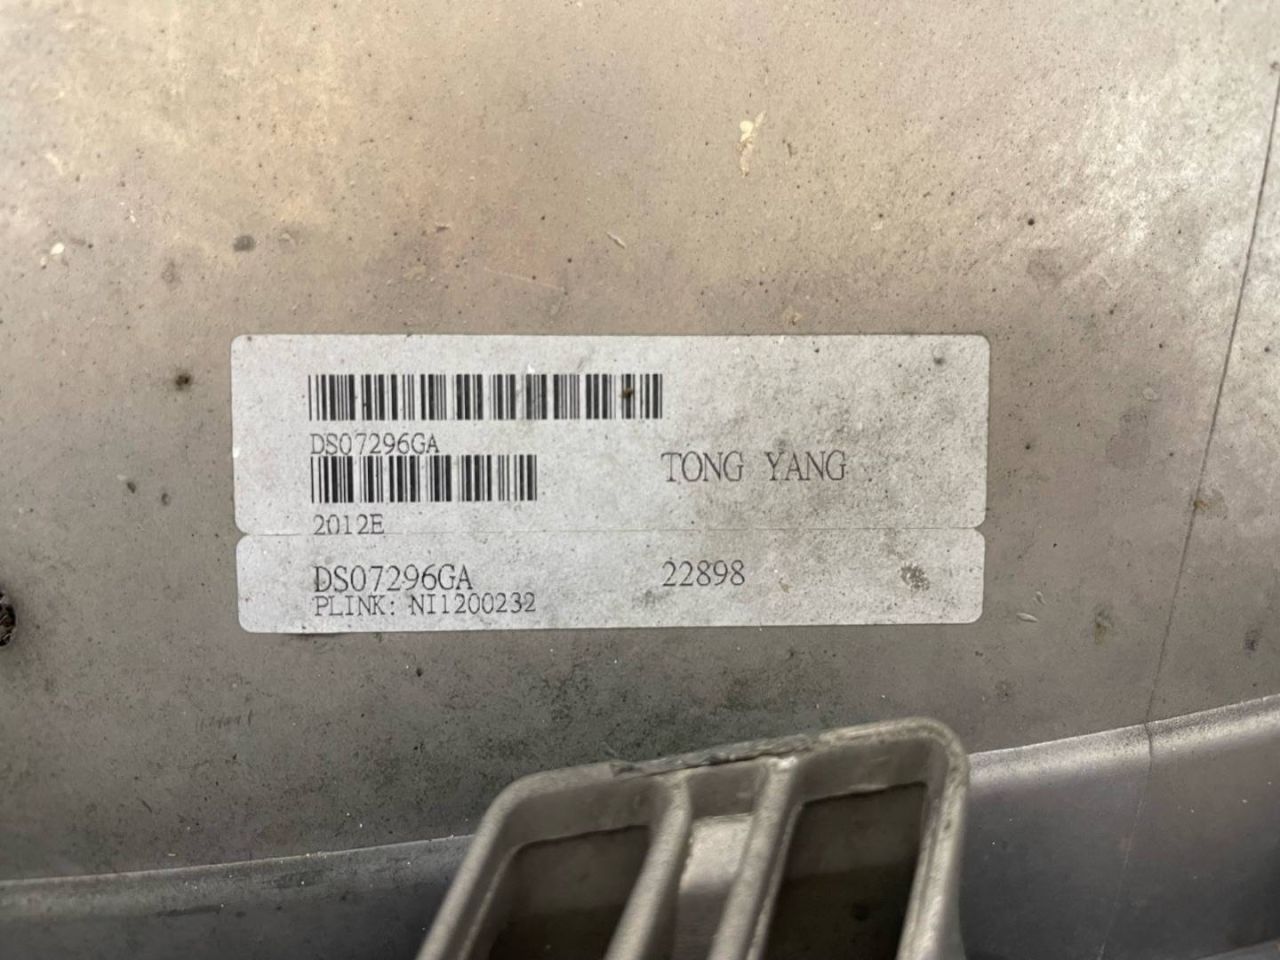 DS07296GA
TONG YANG
2012E
DS07296GA 22898
PLINK: NI1200232